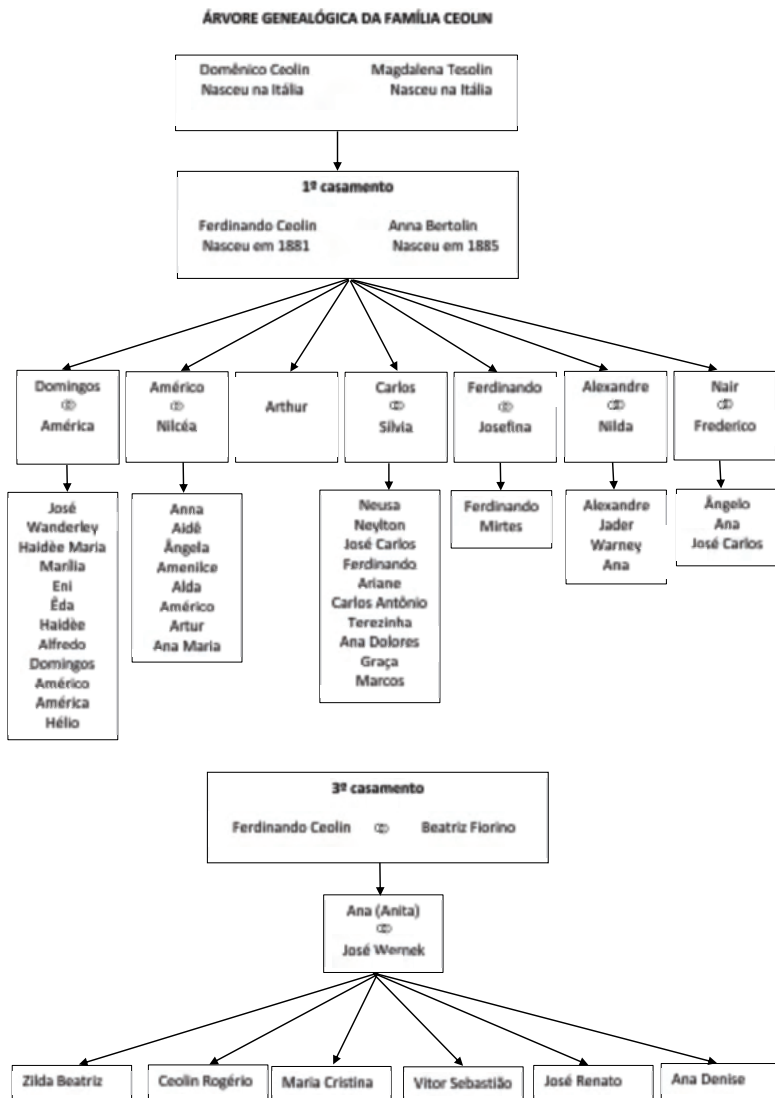 ÁRVORE GENEALÓGICA DA FAMÍLIA CEOLIN
Domênico Ceolin Magdalena Tesolin
Nasceu na Itália Nasceu na Itália
1º casamento
Ferdinando Ceolin Anna Bertolin
Nasceu em 1881 Nasceu em 1885
Domingos
América
Américo
Nilcéa
Arthur
Carlos
Sílvia
Ferdinando
Josefina
Alexandre
Nilda
Nair
Frederico
José
Wanderley
Haidèe Maria
Marília
Eni
Êda
Haidèe
Alfredo
Domingos
Américo
América
Hélio
Anna
Aidê
Ângela
Amenilce
Alda
Américo
Artur
Ana Maria
Neusa
Neylton
José Carlos
Ferdinando
Ariane
Carlos Antônio
Terezinha
Ana Dolores
Graça
Marcos
Ferdinando
Mirtes
Alexandre
Jader
Warney
Ana
Ângelo
Ana
José Carlos
3º casamento
Ferdinando Ceolin Beatriz Fiorino
Ana (Anita)
José Wernek
Zilda Beatriz
Ceolin Rogério
Maria Cristina
Vitor Sebastião
José Renato
Ana Denise